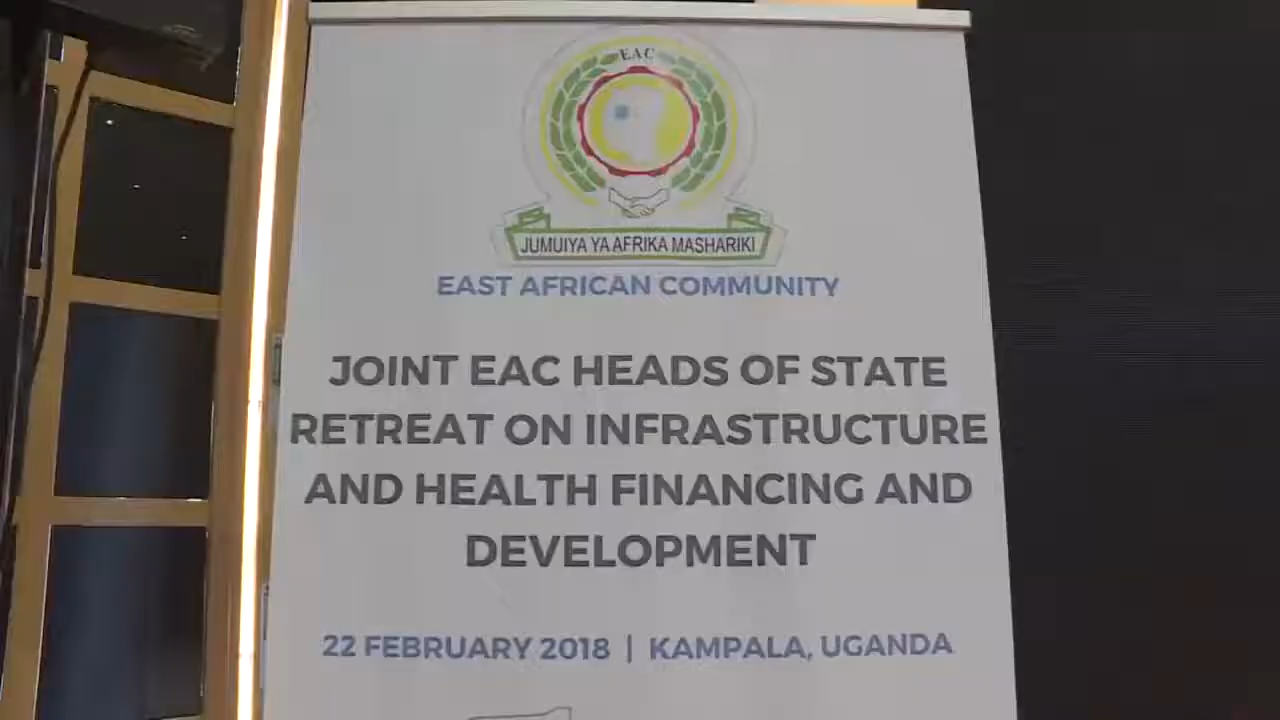 EAC
JUMUIYA YA AFRIKA MASHARIKI
EAST AFRICAN COMMUNITY
JOINT EAC HEADS OF STATE
RETREAT ON INFRASTRUCTURE
AND HEALTH FINANCING AND
DEVELOPMENT
22 FEBRUARY 2018 | KAMPALA, UGANDA